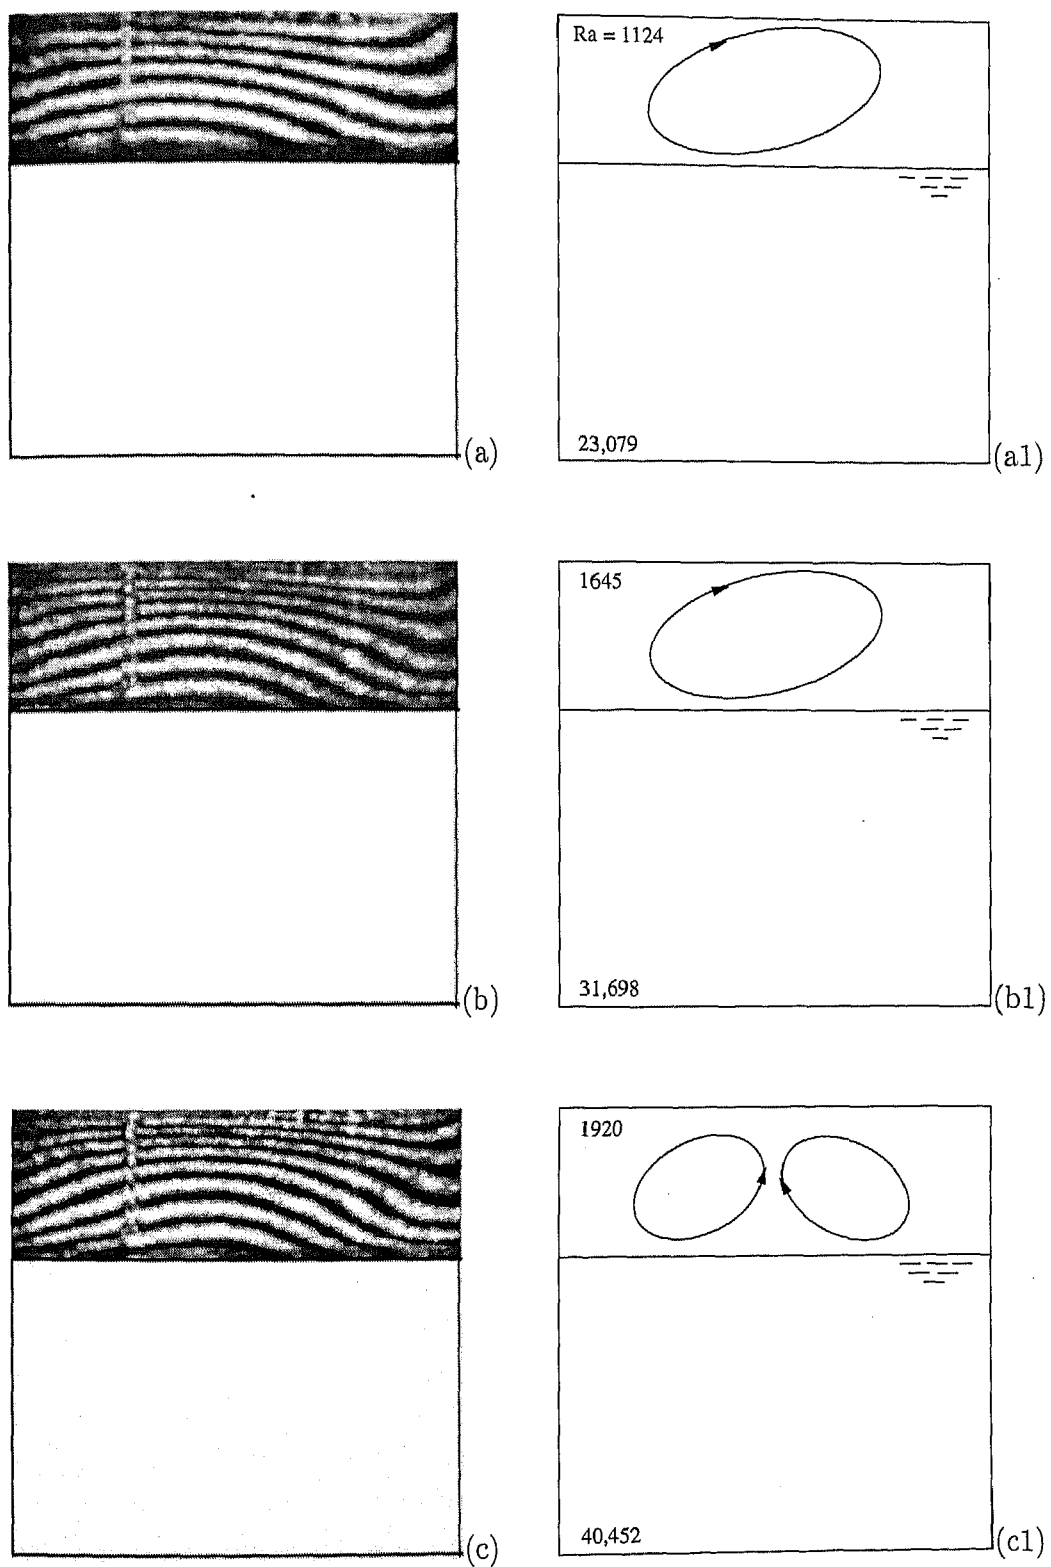 Ra = 1124
23,079
(a)
(a1)
1645
31,698
(b)
(b1)
1920
40,452
(c)
(c1)